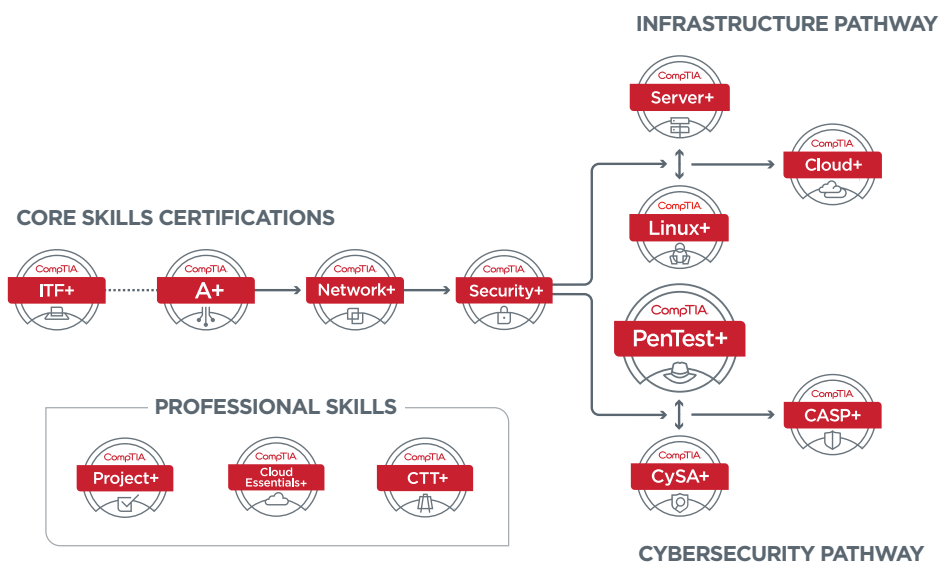 INFRASTRUCTURE PATHWAY
CompTIA
Server+
CompTIA
Cloud+
CompTIA
Linux+
CORE SKILLS CERTIFICATIONS
CompTIA
ITF+
CompTIA
A+
CompTIA
Network+
CompTIA
Security+
CompTIA
PenTest+
CompTIA
CASP+
CompTIA
CySA+
CYBERSECURITY PATHWAY
PROFESSIONAL SKILLS
CompTIA
Project+
CompTIA
Cloud
Essentials+
CompTIA
CTT+